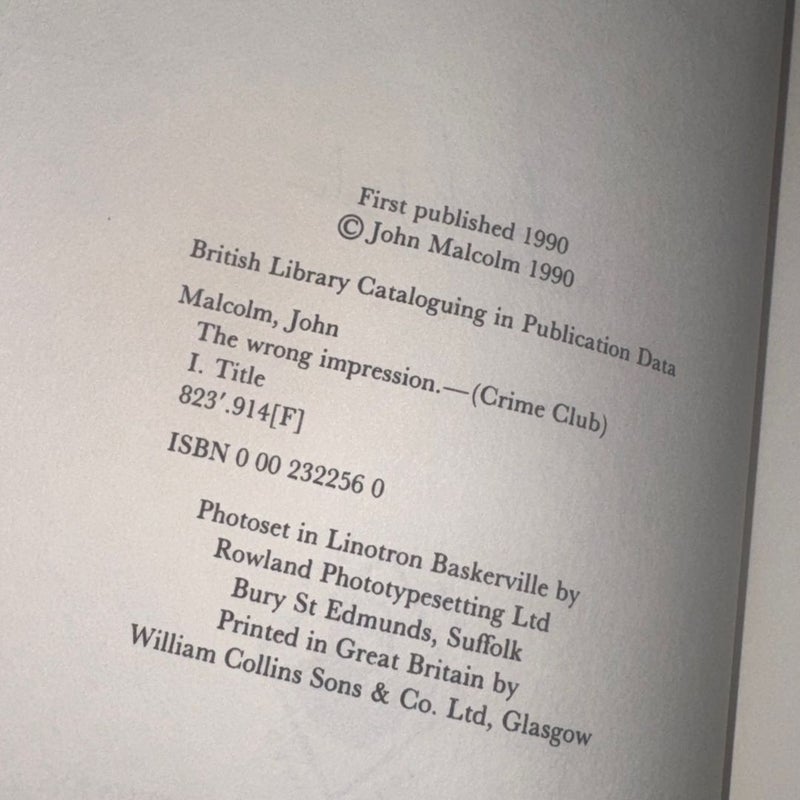 First published 1990
© John Malcolm 1990
British Library Cataloguing in Publication Data
Malcolm, John
The wrong impression.—(Crime Club)
I. Title
823′.914[F]
ISBN 0 00 232256 0
Photoset in Linotron Baskerville by
Rowland Phototypesetting Ltd
Bury St Edmunds, Suffolk
Printed in Great Britain by
William Collins Sons & Co. Ltd, Glasgow